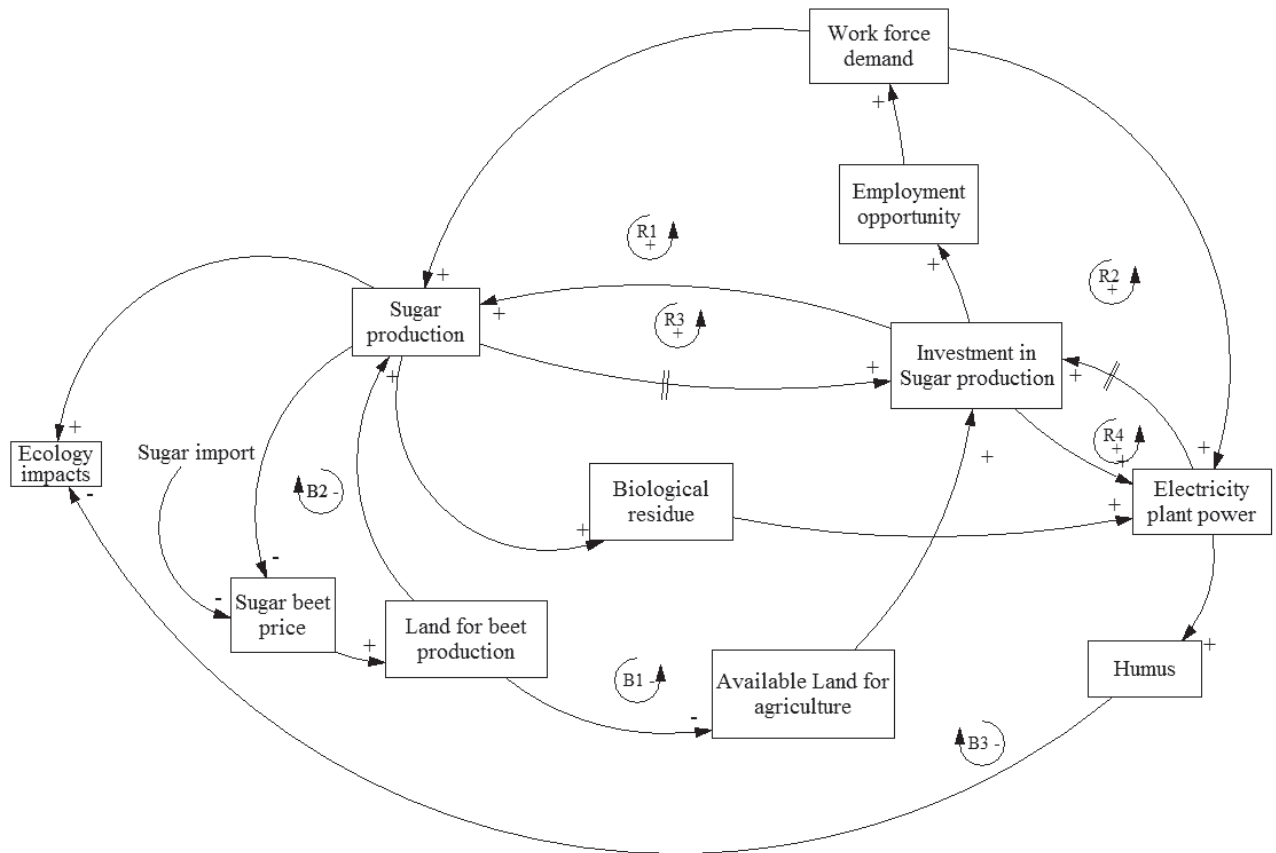 Work force
demand
+
Employment
opportunity
R1
+
+
R2
+
+
+
Sugar
production
+
R3
+
+
Investment in
Sugar production
+
+
R4
+
+
+
+
+
Ecology
impacts
-
Sugar import
B2 -
Biological
residue
+
+
Electricity
plant power
-
-
Sugar beet
price
+
Land for beet
production
B1 -
-
Available Land for
agriculture
+
Humus
B3 -